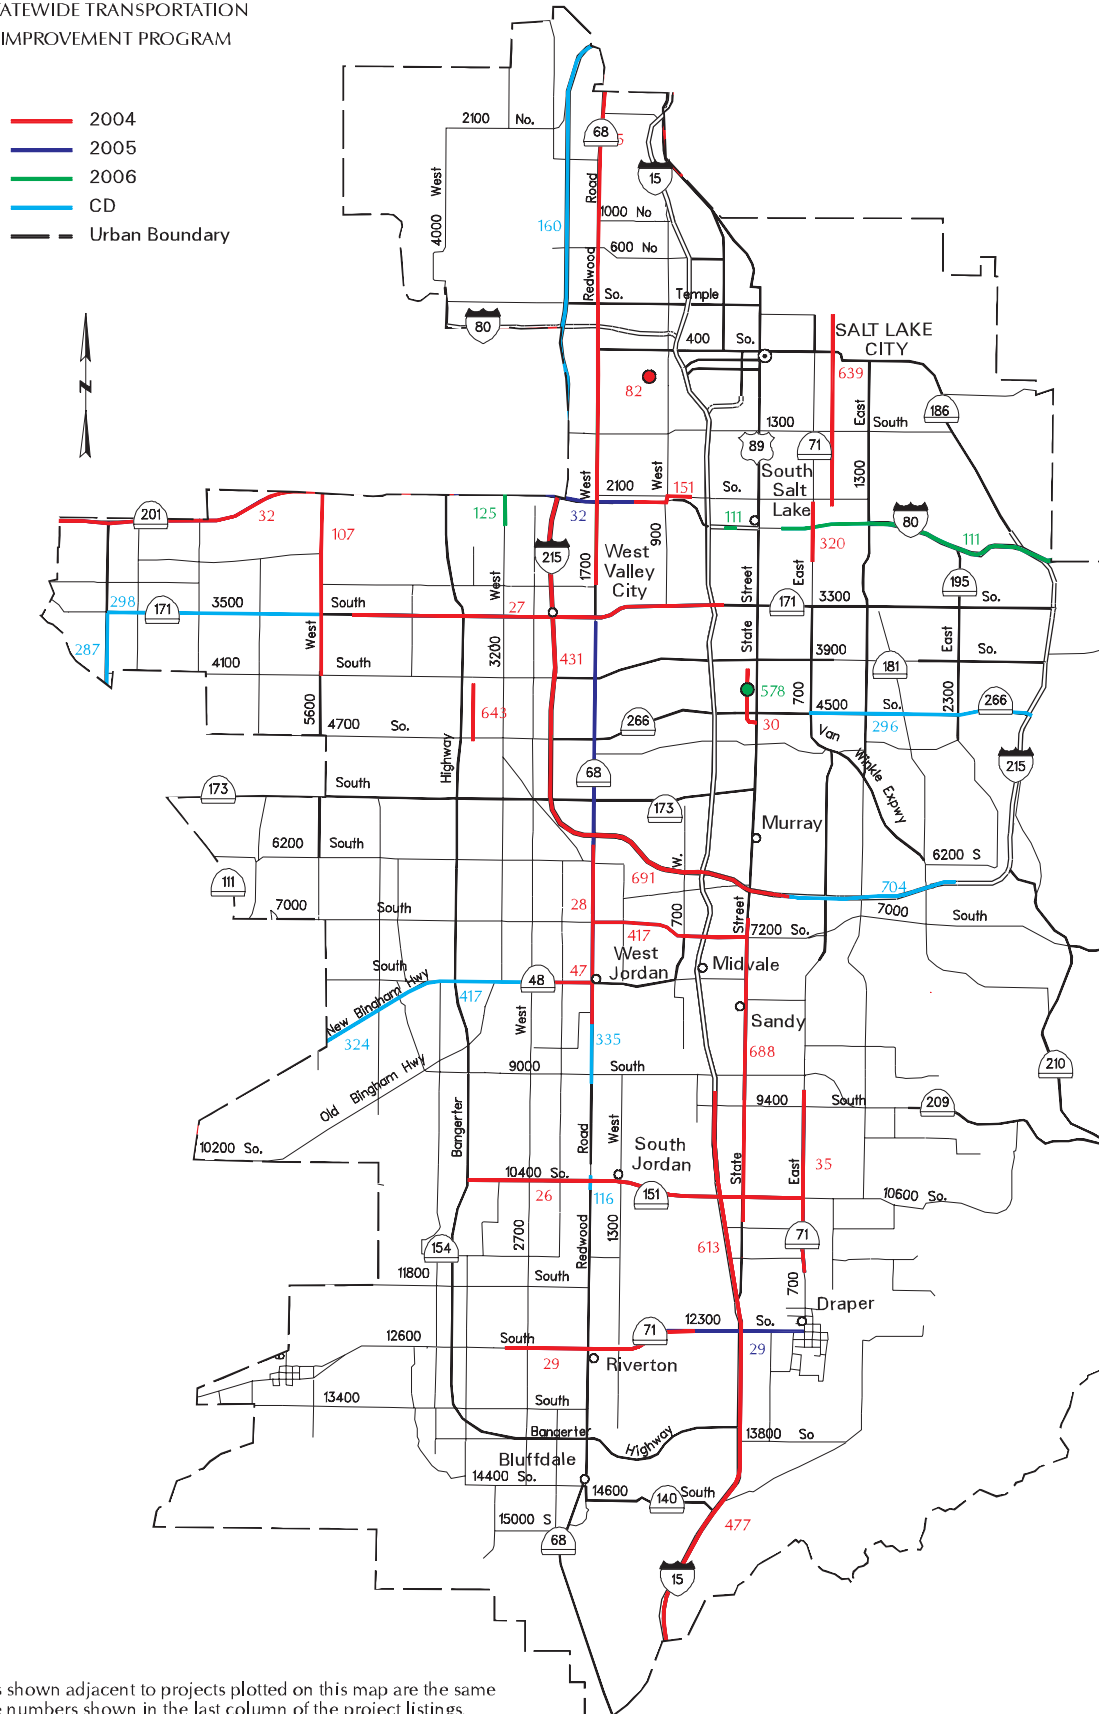 ATEWIDE TRANSPORTATION
IMPROVEMENT PROGRAM
2004
2005
2006
CD
Urban Boundary
N
2100 No.
68
5
15
4000 West
160
Road
1000 No
600 No
Redwood
So. Temple
80
400 So.
SALT LAKE
CITY
639
82
186
1300 South
East
89
71
1300
South
Salt
Lake
West
West
2100 So.
151
201
32
107
125
32
900
111
80
111
320
215
1700
West
Valley
City
195
298
171
3500
South
27
West
Street
East
171
3300
So.
287
4100
South
West
3200
431
State
3900
So.
East
181
578
700
2300
5600
643
4700 So.
266
30
4500 So.
266
296
Van Winkle Expwy
215
Highway
68
173
South
173
Murray
6200
South
6200 S
111
691
W.
704
7000
South
28
700
Street
7200 So.
7000
South
417
West
Jordan
Midvale
South
47
48
417
New Bingham Hwy
324
West
Sandy
335
688
9000
South
210
Old Bingham Hwy
9400
South
209
10200 So.
Bangerter
Road
West
South
Jordan
State
East
35
10400 So.
26
116
151
10600 So.
154
2700
Redwood
1300
613
71
11800
South
700
Draper
12300 So.
71
12600
South
29
29
Riverton
13400
South
Bangerter
Highway
13800 So
Bluffdale
14400 So.
14600
140
South
15000 S
68
477
15
s shown adjacent to projects plotted on this map are the same
e numbers shown in the last column of the project listings.